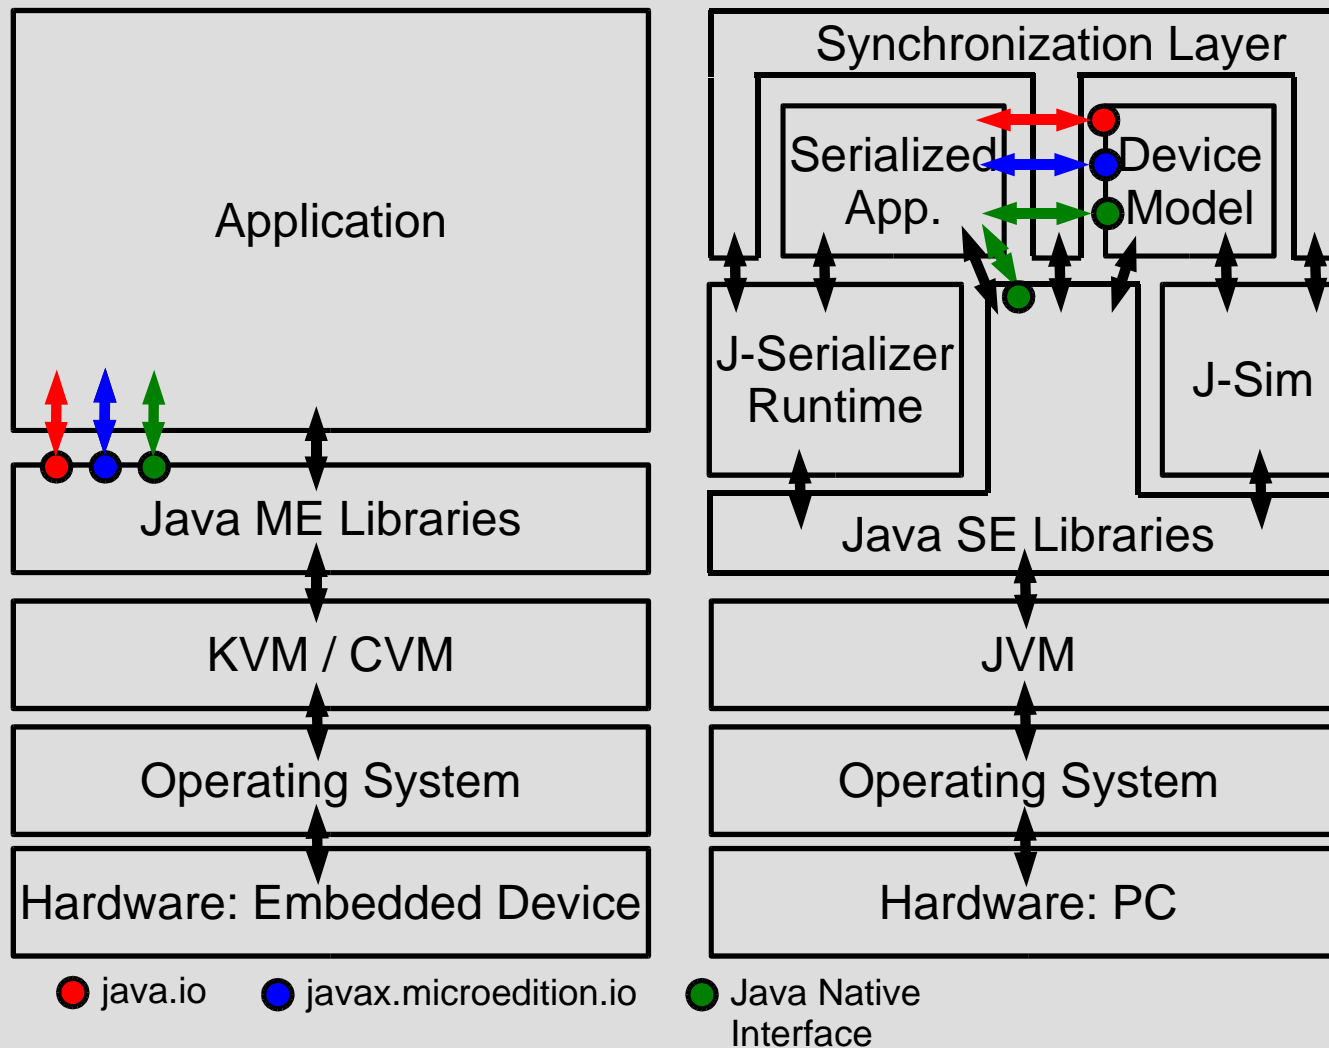 Application
Java ME Libraries
KVM / CVM
Operating System
Hardware: Embedded Device
Synchronization Layer
Serialized
App.
Device
Model
J-Serializer
Runtime
J-Sim
Java SE Libraries
JVM
Operating System
Hardware: PC
java.io
javax.microedition.io
Java Native
Interface